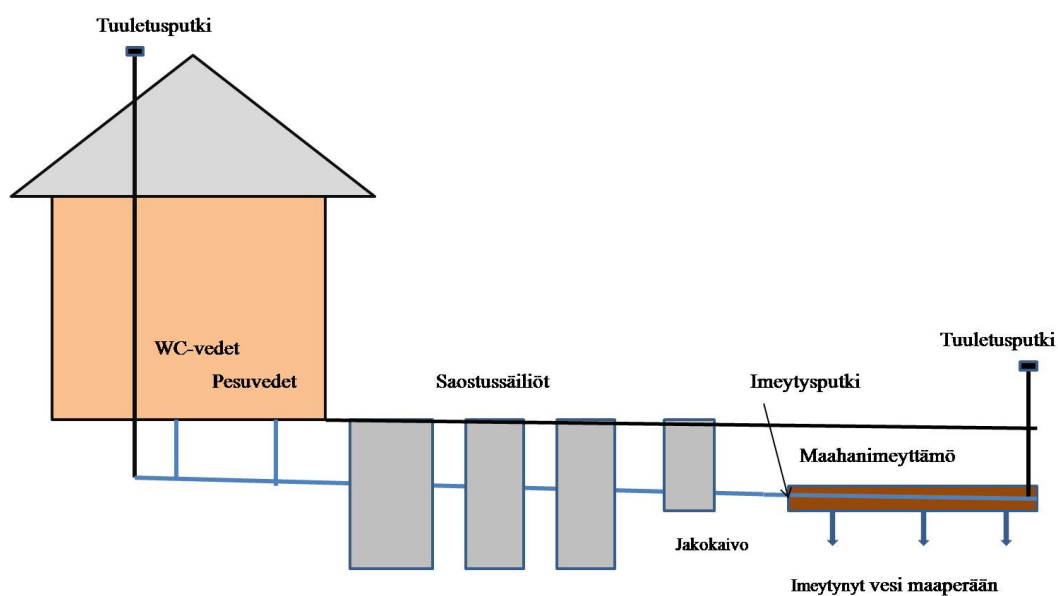 Tuuletusputki
WC-vedet
Pesuvedet
Saostussäiliöt
Imeytysputki
Tuuletusputki
Maahanimeyttämö
Jakokaivo
Imeytynyt vesi maaperään